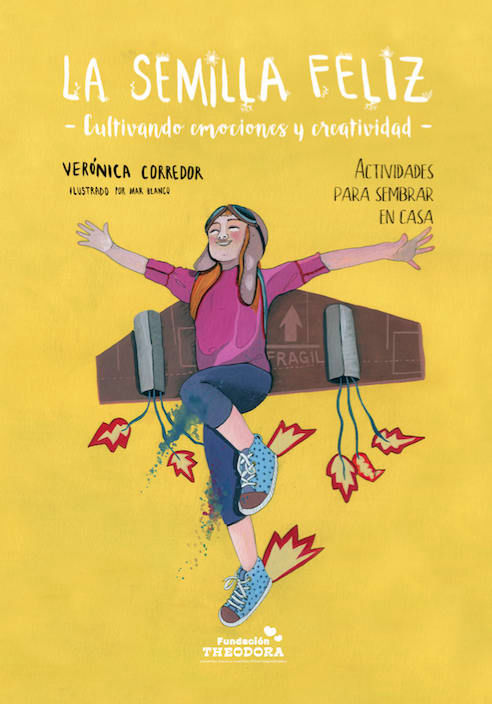 LA SEMILLA FELIZ
- Cultivando emociones y creatividad -
VERÓNICA CORREDOR
ILUSTRADO POR MAR BLANCO
ACTIVIDADES
PARA SEMBRAR
EN CASA
FRAGIL
Fundación
THEODORA